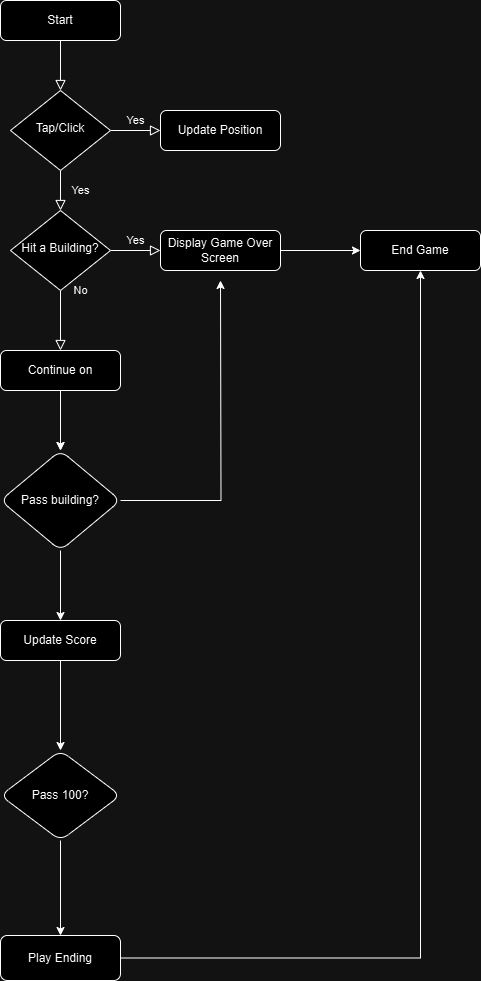 Start
Tap/Click
Yes
Update Position
Yes
Hit a Building?
Yes
Display Game Over
Screen
End Game
No
Continue on
Pass building?
Update Score
Pass 100?
Play Ending